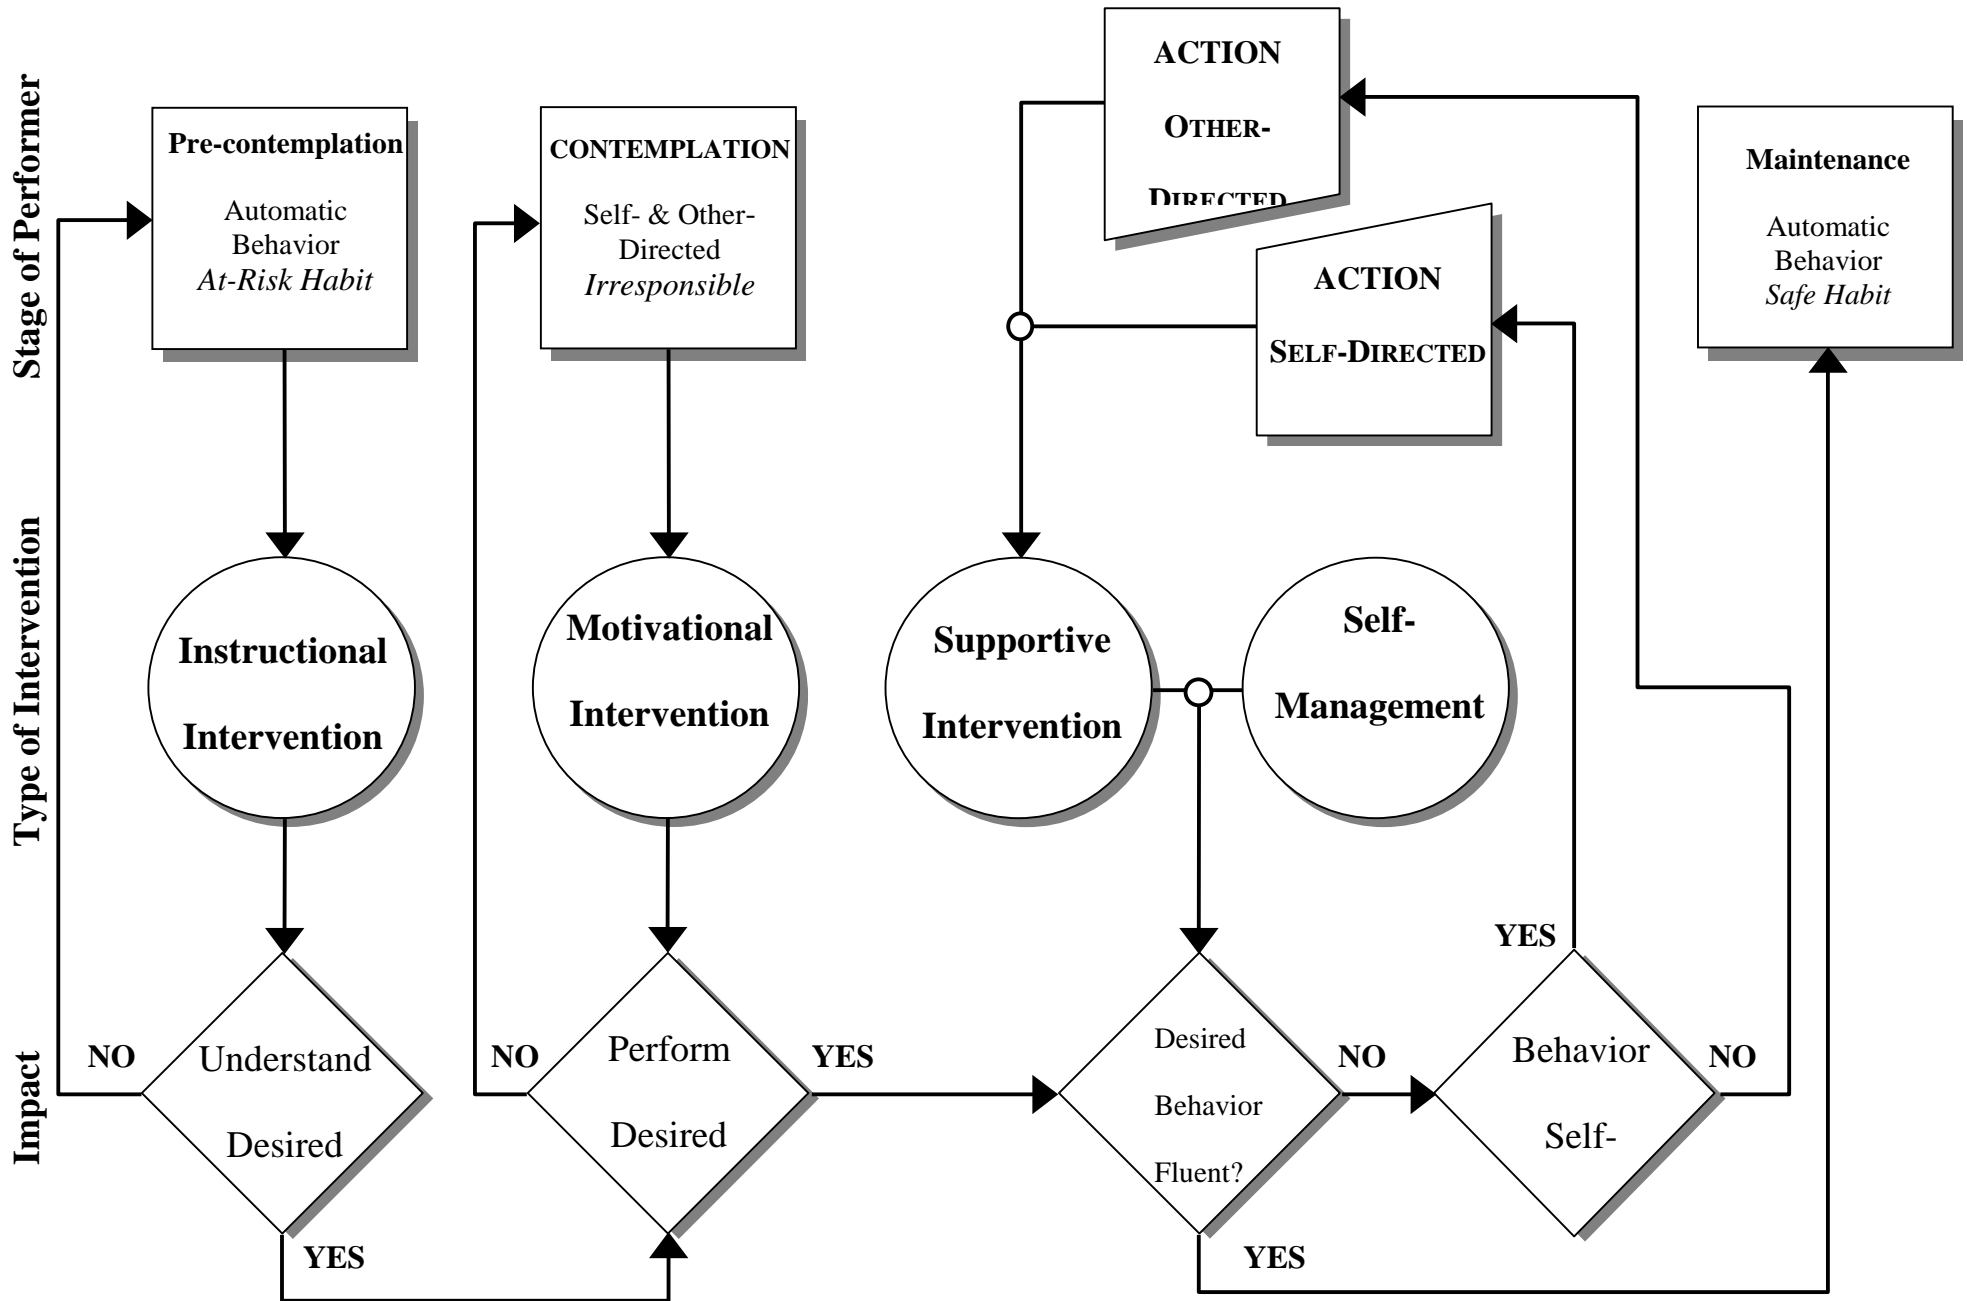 Stage of Performer
Pre-contemplation
Automatic
Behavior
At-Risk Habit
CONTEMPLATION
Self- & Other-
Directed
Irresponsible
ACTION
OTHER-
DIRECTED
ACTION
SELF-DIRECTED
Maintenance
Automatic
Behavior
Safe Habit
Type of Intervention
Instructional
Intervention
Motivational
Intervention
Supportive
Intervention
Self-
Management
Impact
NO
Understand
Desired
YES
NO
Perform
Desired
YES
Desired
Behavior
Fluent?
NO
YES
YES
Behavior
Self-
NO